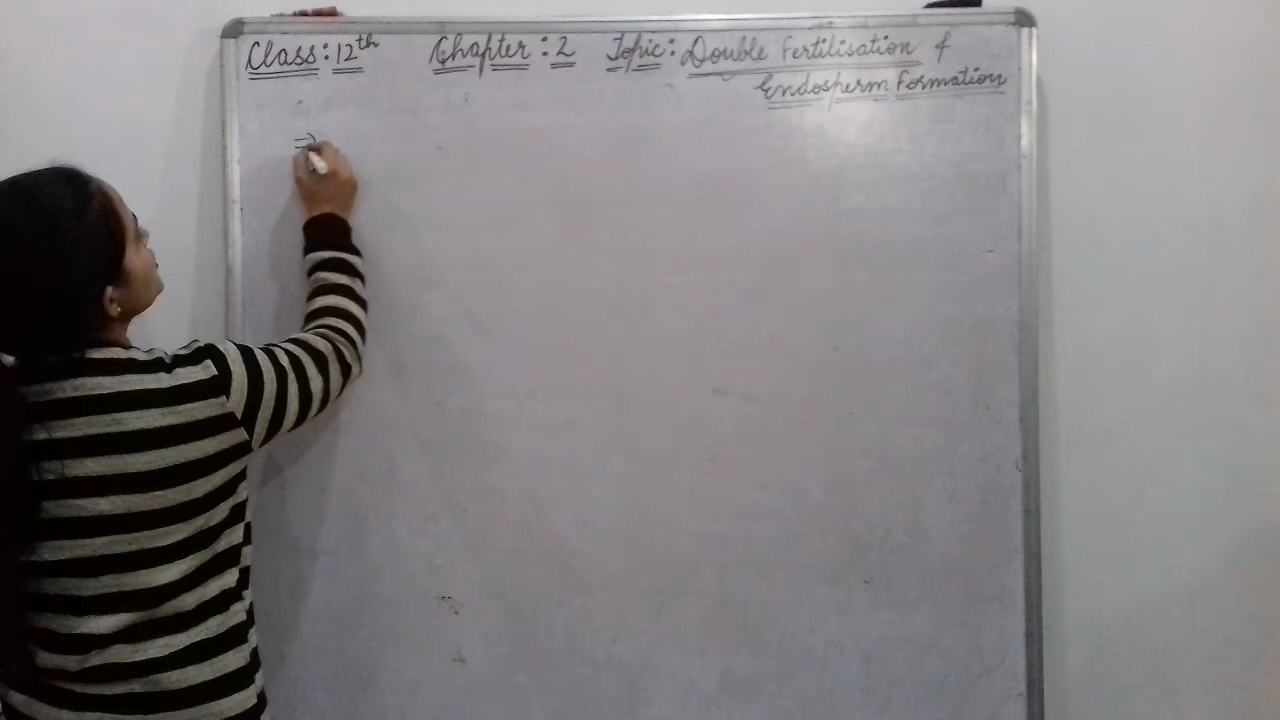 Class: 12th Chapter: 2 Topic: Double Fertilisation &
Endosperm Formation
⇒